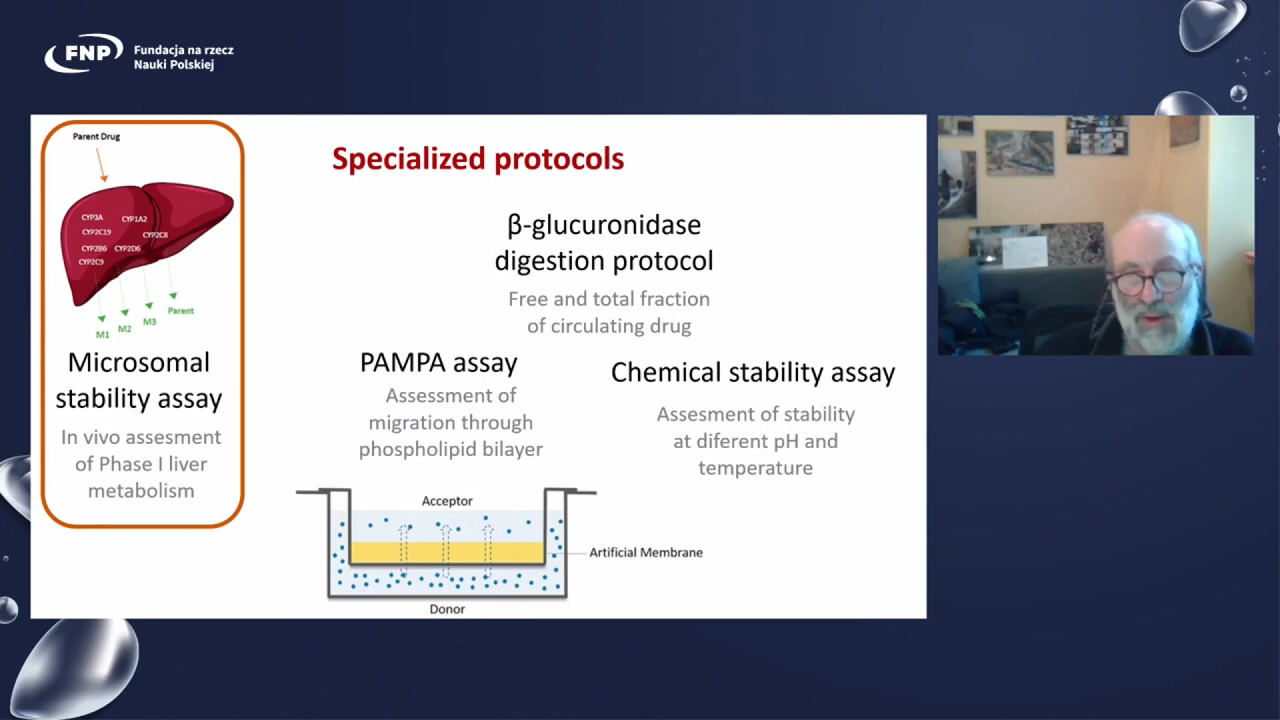 FNP
Fundacja na rzecz
Nauki Polskiej
Parent Drug
CYP3A
CYP1A2
CYP2C19
CYP2C8
CYP2B6
CYP2D6
CYP2C9
M1
M2
M3
Parent
Microsomal
stability assay
In vivo assesment
of Phase I liver
metabolism
Specialized protocols
β-glucuronidase
digestion protocol
Free and total fraction
of circulating drug
PAMPA assay
Assessment of
migration through
phospholipid bilayer
Chemical stability assay
Assesment of stability
at diferent pH and
temperature
Acceptor
Artificial Membrane
Donor